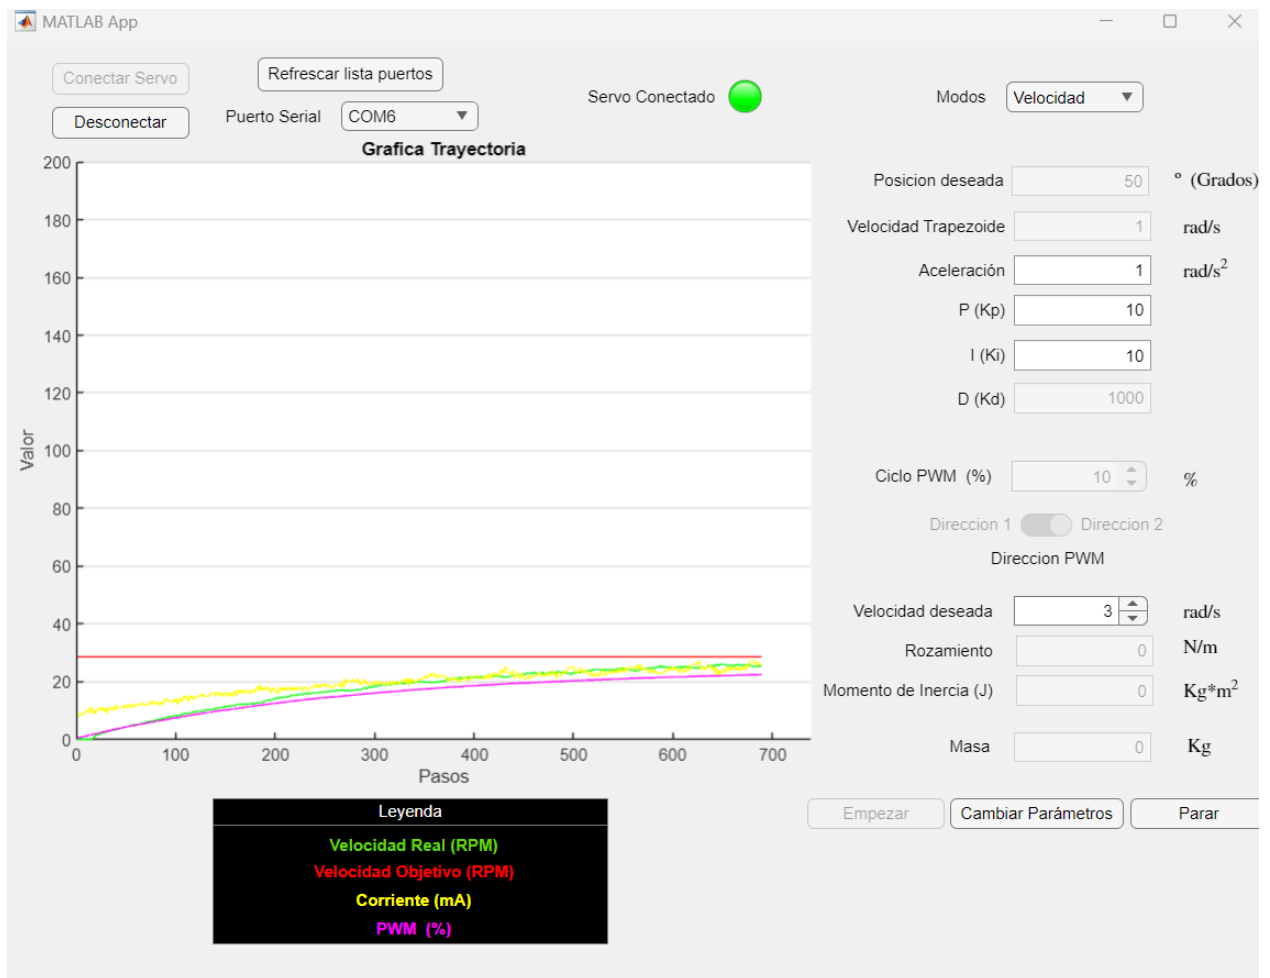 MATLAB App
Conectar Servo
Refrescar lista puertos
Desconectar
Puerto Serial
COM6
Servo Conectado
Modos
Velocidad
Grafica Trayectoria
200
180
160
140
120
100
80
60
40
20
0
Valor
0 100 200 300 400 500 600 700
Pasos
Leyenda
Velocidad Real (RPM)
Velocidad Objetivo (RPM)
Corriente (mA)
PWM (%)
Posicion deseada 50 º (Grados)
Velocidad Trapezoide 1 rad/s
Aceleración 1 rad/s²
P (Kp) 10
I (Ki) 10
D (Kd) 1000
Ciclo PWM (%) 10 %
Direccion 1 Direccion 2
Direccion PWM
Velocidad deseada 3 rad/s
Rozamiento 0 N/m
Momento de Inercia (J) 0 Kg*m²
Masa 0 Kg
Empezar
Cambiar Parámetros
Parar